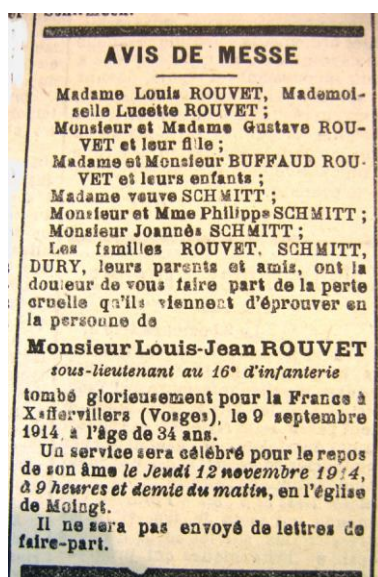 AVIS DE MESSE
Madame Louis ROUVET, Mademoi-
selle Lucette ROUVET ;
Monsieur et Madame Gustave ROU-
VET et leur fille ;
Madame et Monsieur BUFFAUD ROU-
VET et leurs enfants ;
Madame veuve SCHMITT ;
Monsieur et Mme Philippe SCHMITT ;
Monsieur Joannès SCHMITT ;
Les familles ROUVET, SCHMITT,
DURY, leurs parents et amis, ont la
douleur de vous faire part de la perte
cruelle qu'ils viennent d'éprouver en
la personne de
Monsieur Louis-Jean ROUVET
sous-lieutenant au 16e d'infanterie
tombé glorieusement pour la France à
Xaffervillers (Vosges), le 9 septembre
1914, à l'âge de 34 ans.
Un service sera célébré pour le repos
de son âme le Jeudi 12 novembre 1914,
à 9 heures et demie du matin, en l'église
de Moingt.
Il ne sera pas envoyé de lettres de
faire-part.